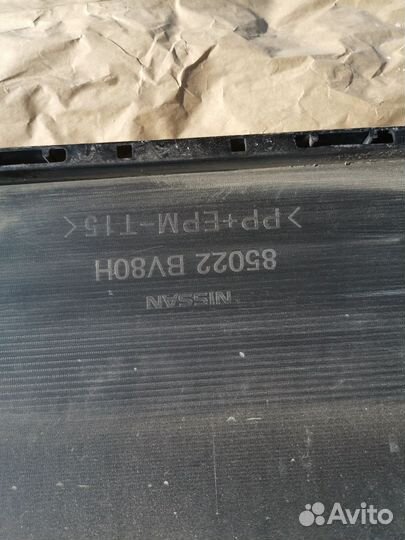 NISSAN
85022 BV80H
>PP+EPM-T15<
Avito